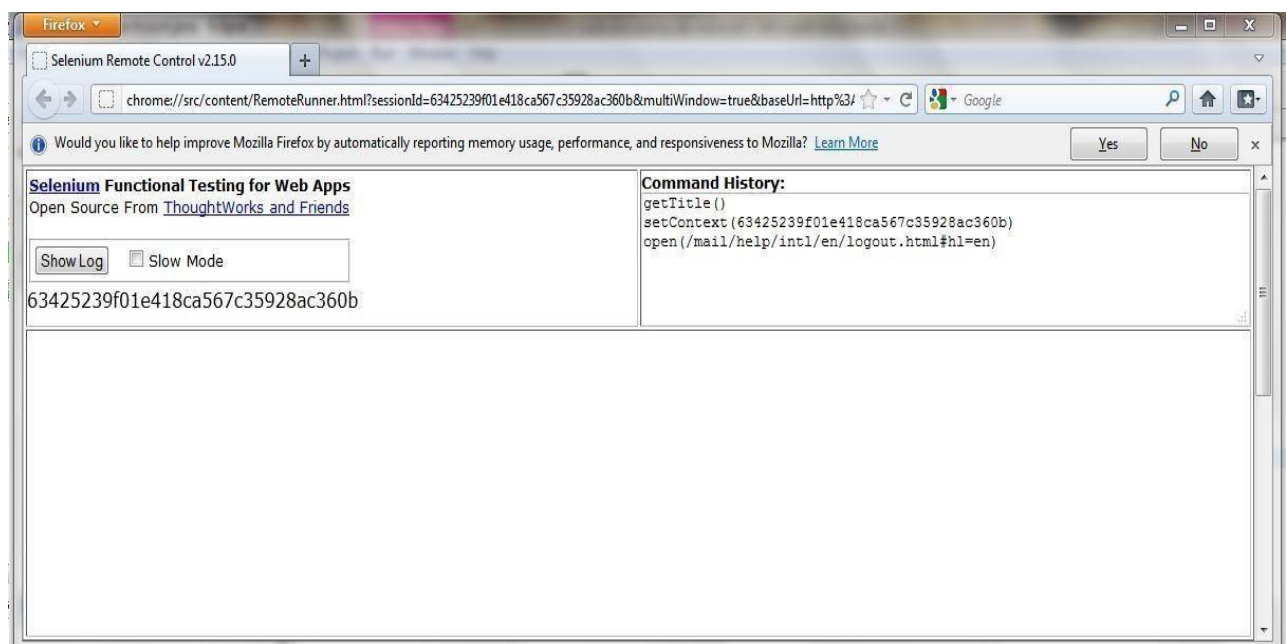 Firefox
Selenium Remote Control v2.15.0
chrome://src/content/RemoteRunner.html?sessionId=63425239f01e418ca567c35928ac360b&multiWindow=true&baseUrl=http%3
Google
Would you like to help improve Mozilla Firefox by automatically reporting memory usage, performance, and responsiveness to Mozilla? Learn More
Yes
No
x
Selenium Functional Testing for Web Apps
Open Source From ThoughtWorks and Friends
Show Log
Slow Mode
63425239f01e418ca567c35928ac360b
Command History:
getTitle()
setContext(63425239f01e418ca567c35928ac360b)
open(/mail/help/intl/en/logout.html#hl=en)